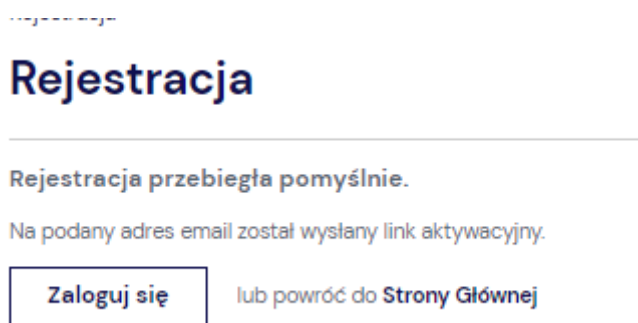 Rejestracja
Rejestracja
Rejestracja przebiegła pomyślnie.
Na podany adres email został wysłany link aktywacyjny.
Zaloguj się lub powróć do Strony Głównej